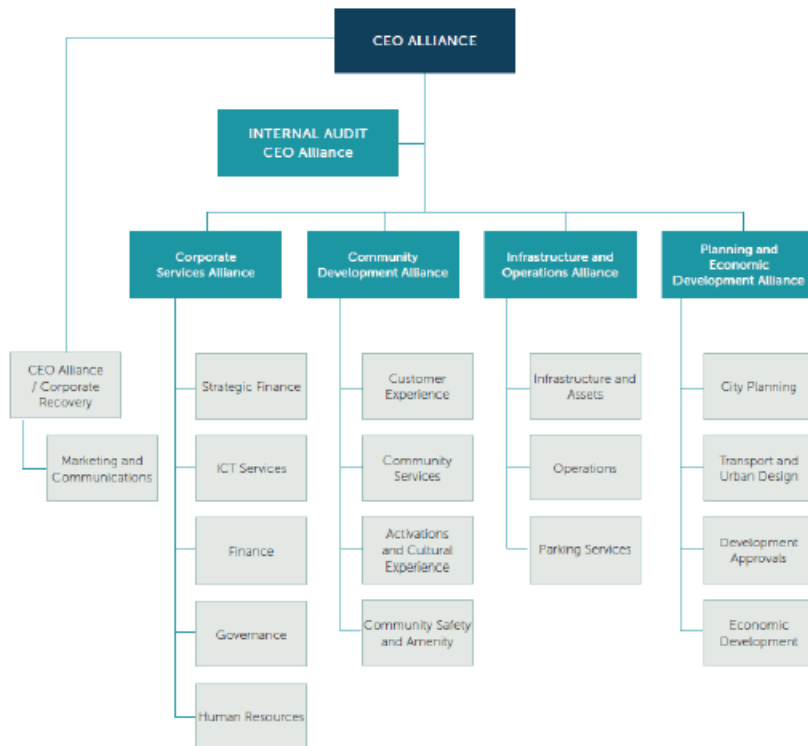 CEO ALLIANCE
INTERNAL AUDIT
CEO Alliance
Corporate
Services Alliance
Community
Development Alliance
Infrastructure and
Operations Alliance
Planning and
Economic
Development Alliance
CEO Alliance
/ Corporate
Recovery
Marketing and
Communications
Strategic Finance
ICT Services
Finance
Governance
Human Resources
Customer
Experience
Community
Services
Activations
and Cultural
Experience
Community Safety
and Amenity
Infrastructure and
Assets
Operations
Parking Services
City Planning
Transport and
Urban Design
Development
Approvals
Economic
Development